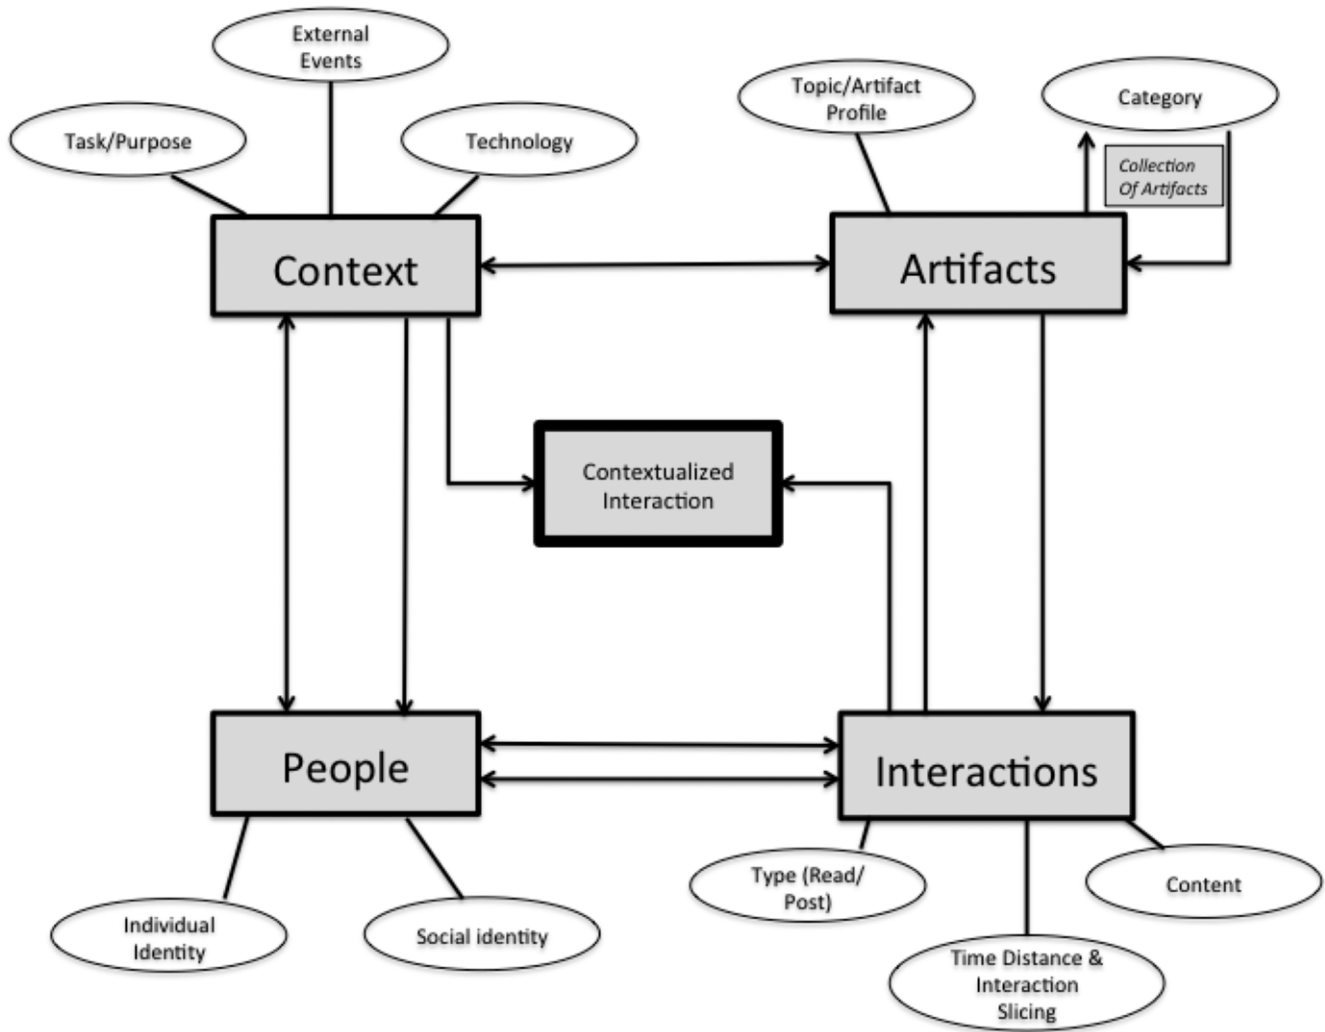 External
Events
Task/Purpose
Technology
Topic/Artifact
Profile
Category
Collection
Of Artifacts
Context
Artifacts
Contextualized
Interaction
People
Interactions
Individual
Identity
Social identity
Type (Read/
Post)
Content
Time Distance &
Interaction
Slicing